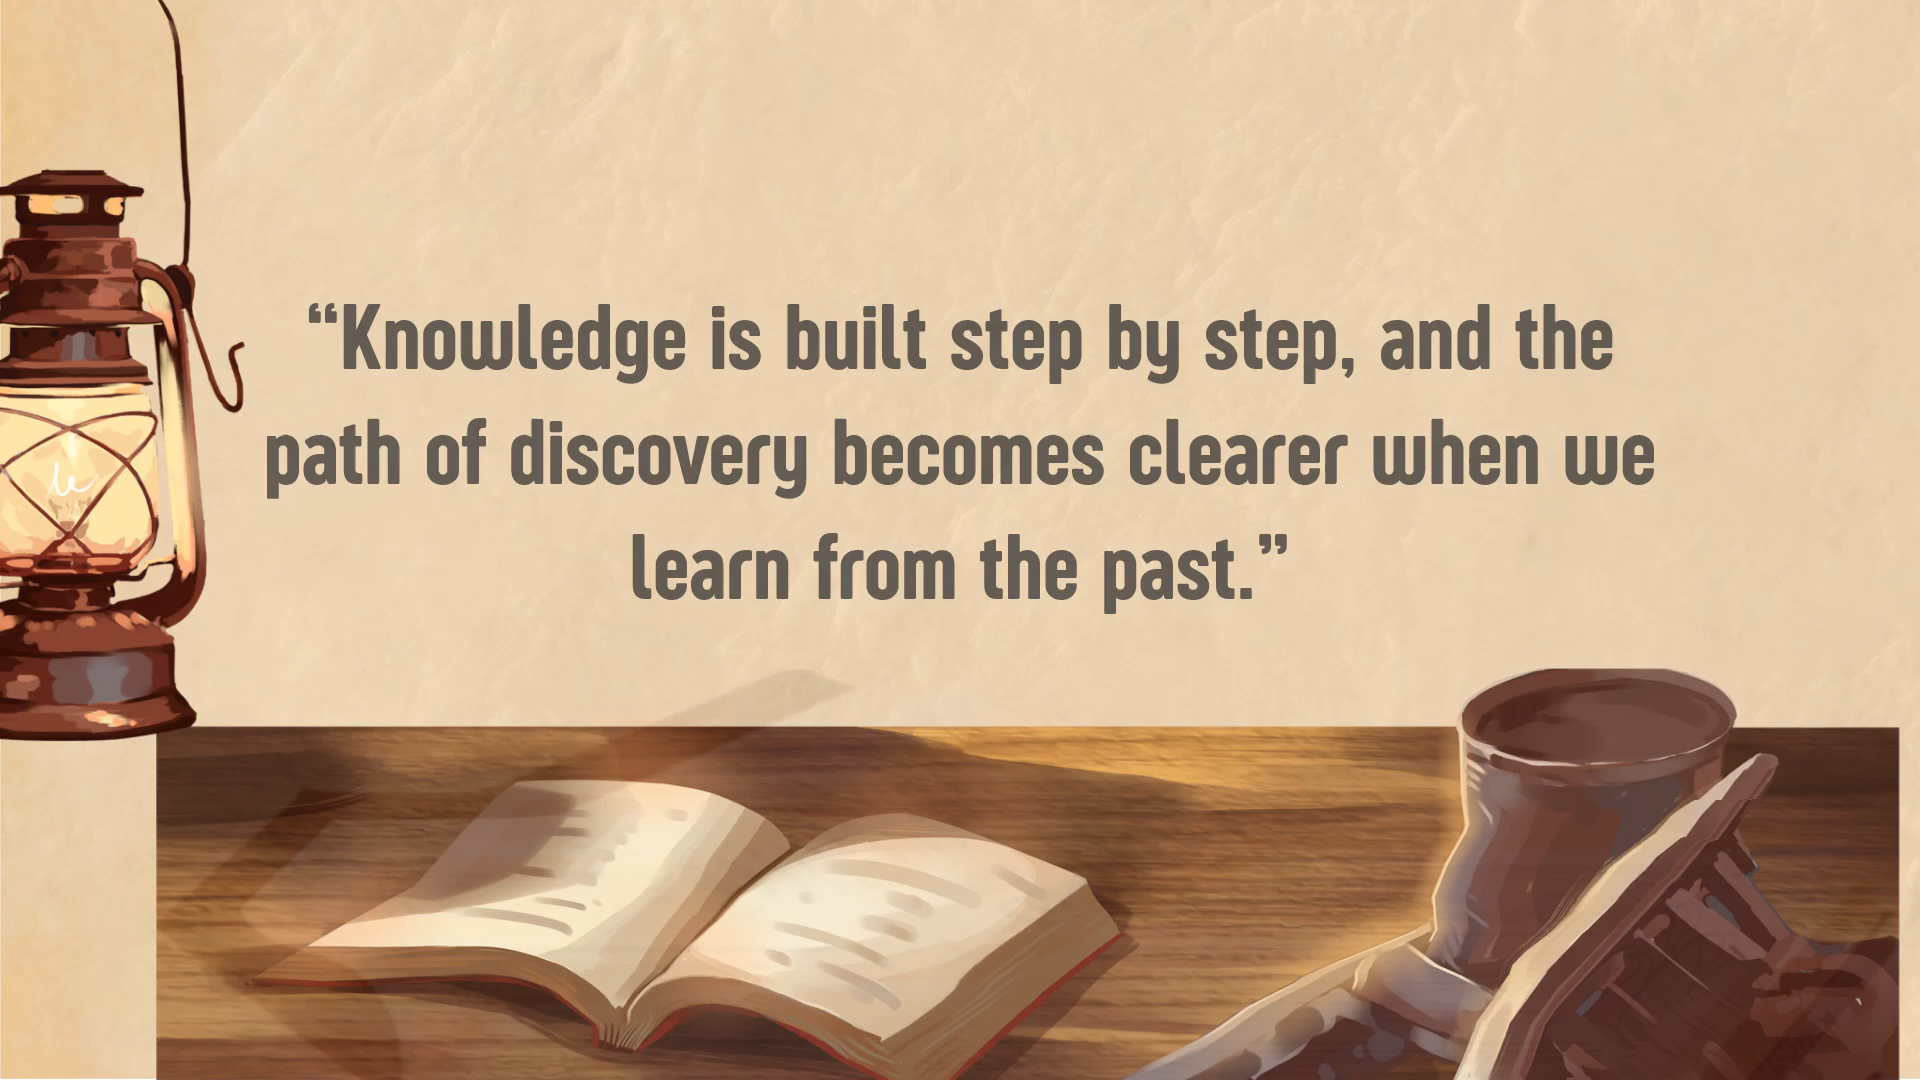 “Knowledge is built step by step, and the
path of discovery becomes clearer when we
learn from the past.”